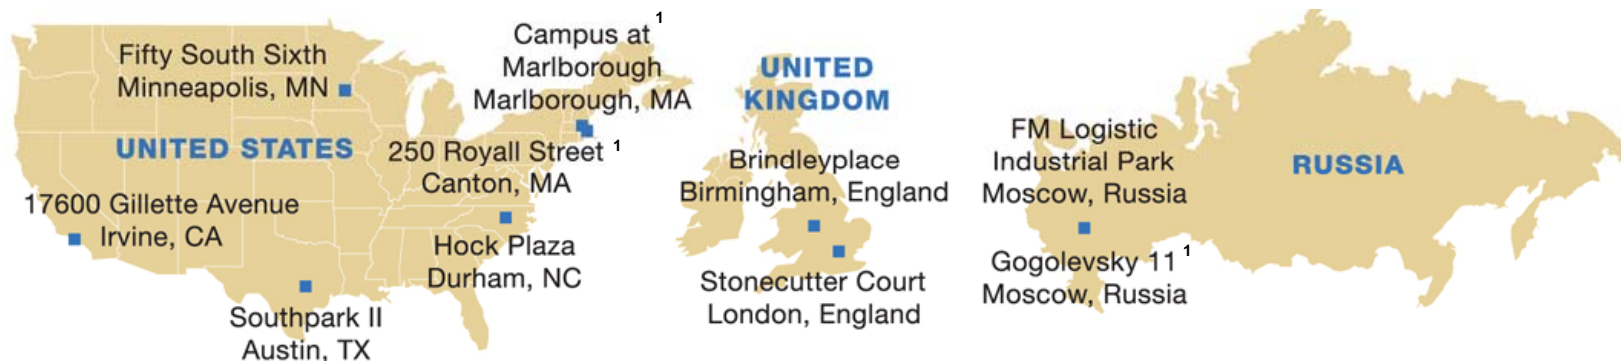 Fifty South Sixth
Minneapolis, MN
Campus at 1
Marlborough
Marlborough, MA
UNITED STATES
250 Royall Street 1
Canton, MA
17600 Gillette Avenue
Irvine, CA
Hock Plaza
Durham, NC
Southpark II
Austin, TX
UNITED
KINGDOM
Brindleyplace
Birmingham, England
Stonecutter Court
London, England
FM Logistic
Industrial Park
Moscow, Russia
RUSSIA
Gogolevsky 11 1
Moscow, Russia